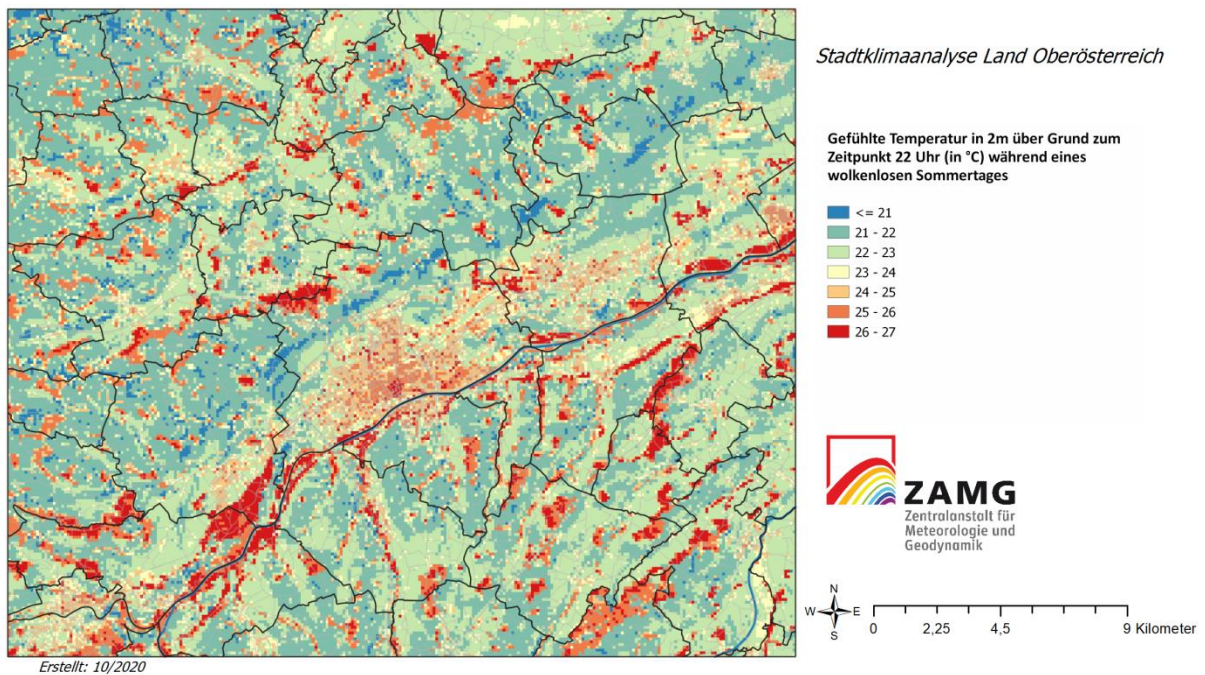 Stadtklimaanalyse Land Oberösterreich
Gefühlte Temperatur in 2m über Grund zum
Zeitpunkt 22 Uhr (in °C) während eines
wolkenlosen Sommertages
<= 21
21 - 22
22 - 23
23 - 24
24 - 25
25 - 26
26 - 27
ZAMG
Zentralanstalt für
Meteorologie und
Geodynamik
N
W E
S
0 2,25 4,5 9 Kilometer
Erstellt: 10/2020